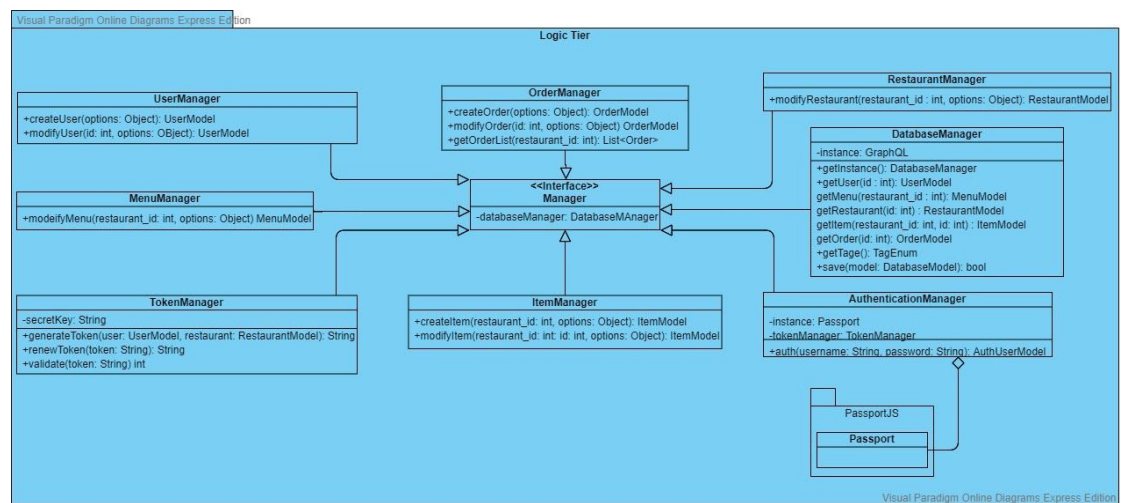 Visual Paradigm Online Diagrams Express Edition
Logic Tier
UserManager
+createUser(options: Object): UserModel
+modifyUser(id: int, options: OBject): UserModel
OrderManager
+createOrder(options: Object): OrderModel
+modifyOrder(id: int, options: Object) OrderModel
+getOrderList(restaurant_id: int): List<Order>
RestaurantManager
+modifyRestaurant(restaurant_id : int, options: Object): RestaurantModel
DatabaseManager
-instance: GraphQL
+getInstance(): DatabaseManager
+getUser(id : int): UserModel
getMenu(restaurant_id : int): MenuModel
getRestaurant(id: int) : RestaurantModel
getItem(restaurant_id: int, id: int) : ItemModel
getOrder(id: int): OrderModel
+getTage(): TagEnum
+save(model: DatabaseModel): bool
<<Interface>>
Manager
-databaseManager: DatabaseMAnager
MenuManager
+modeifyMenu(restaurant_id: int, options: Object) MenuModel
TokenManager
-secretKey: String
+generateToken(user: UserModel, restaurant: RestaurantModel): String
+renewToken(token: String): String
+validate(token: String) int
ItemManager
+createItem(restaurant_id: int, options: Object): ItemModel
+modifyItem(restaurant_id: int: id: int, options: Object): ItemModel
AuthenticationManager
-instance: Passport
-tokenManager: TokenManager
+auth(username: String, password: String): AuthUserModel
PassportJS
Passport
Visual Paradigm Online Diagrams Express Edition